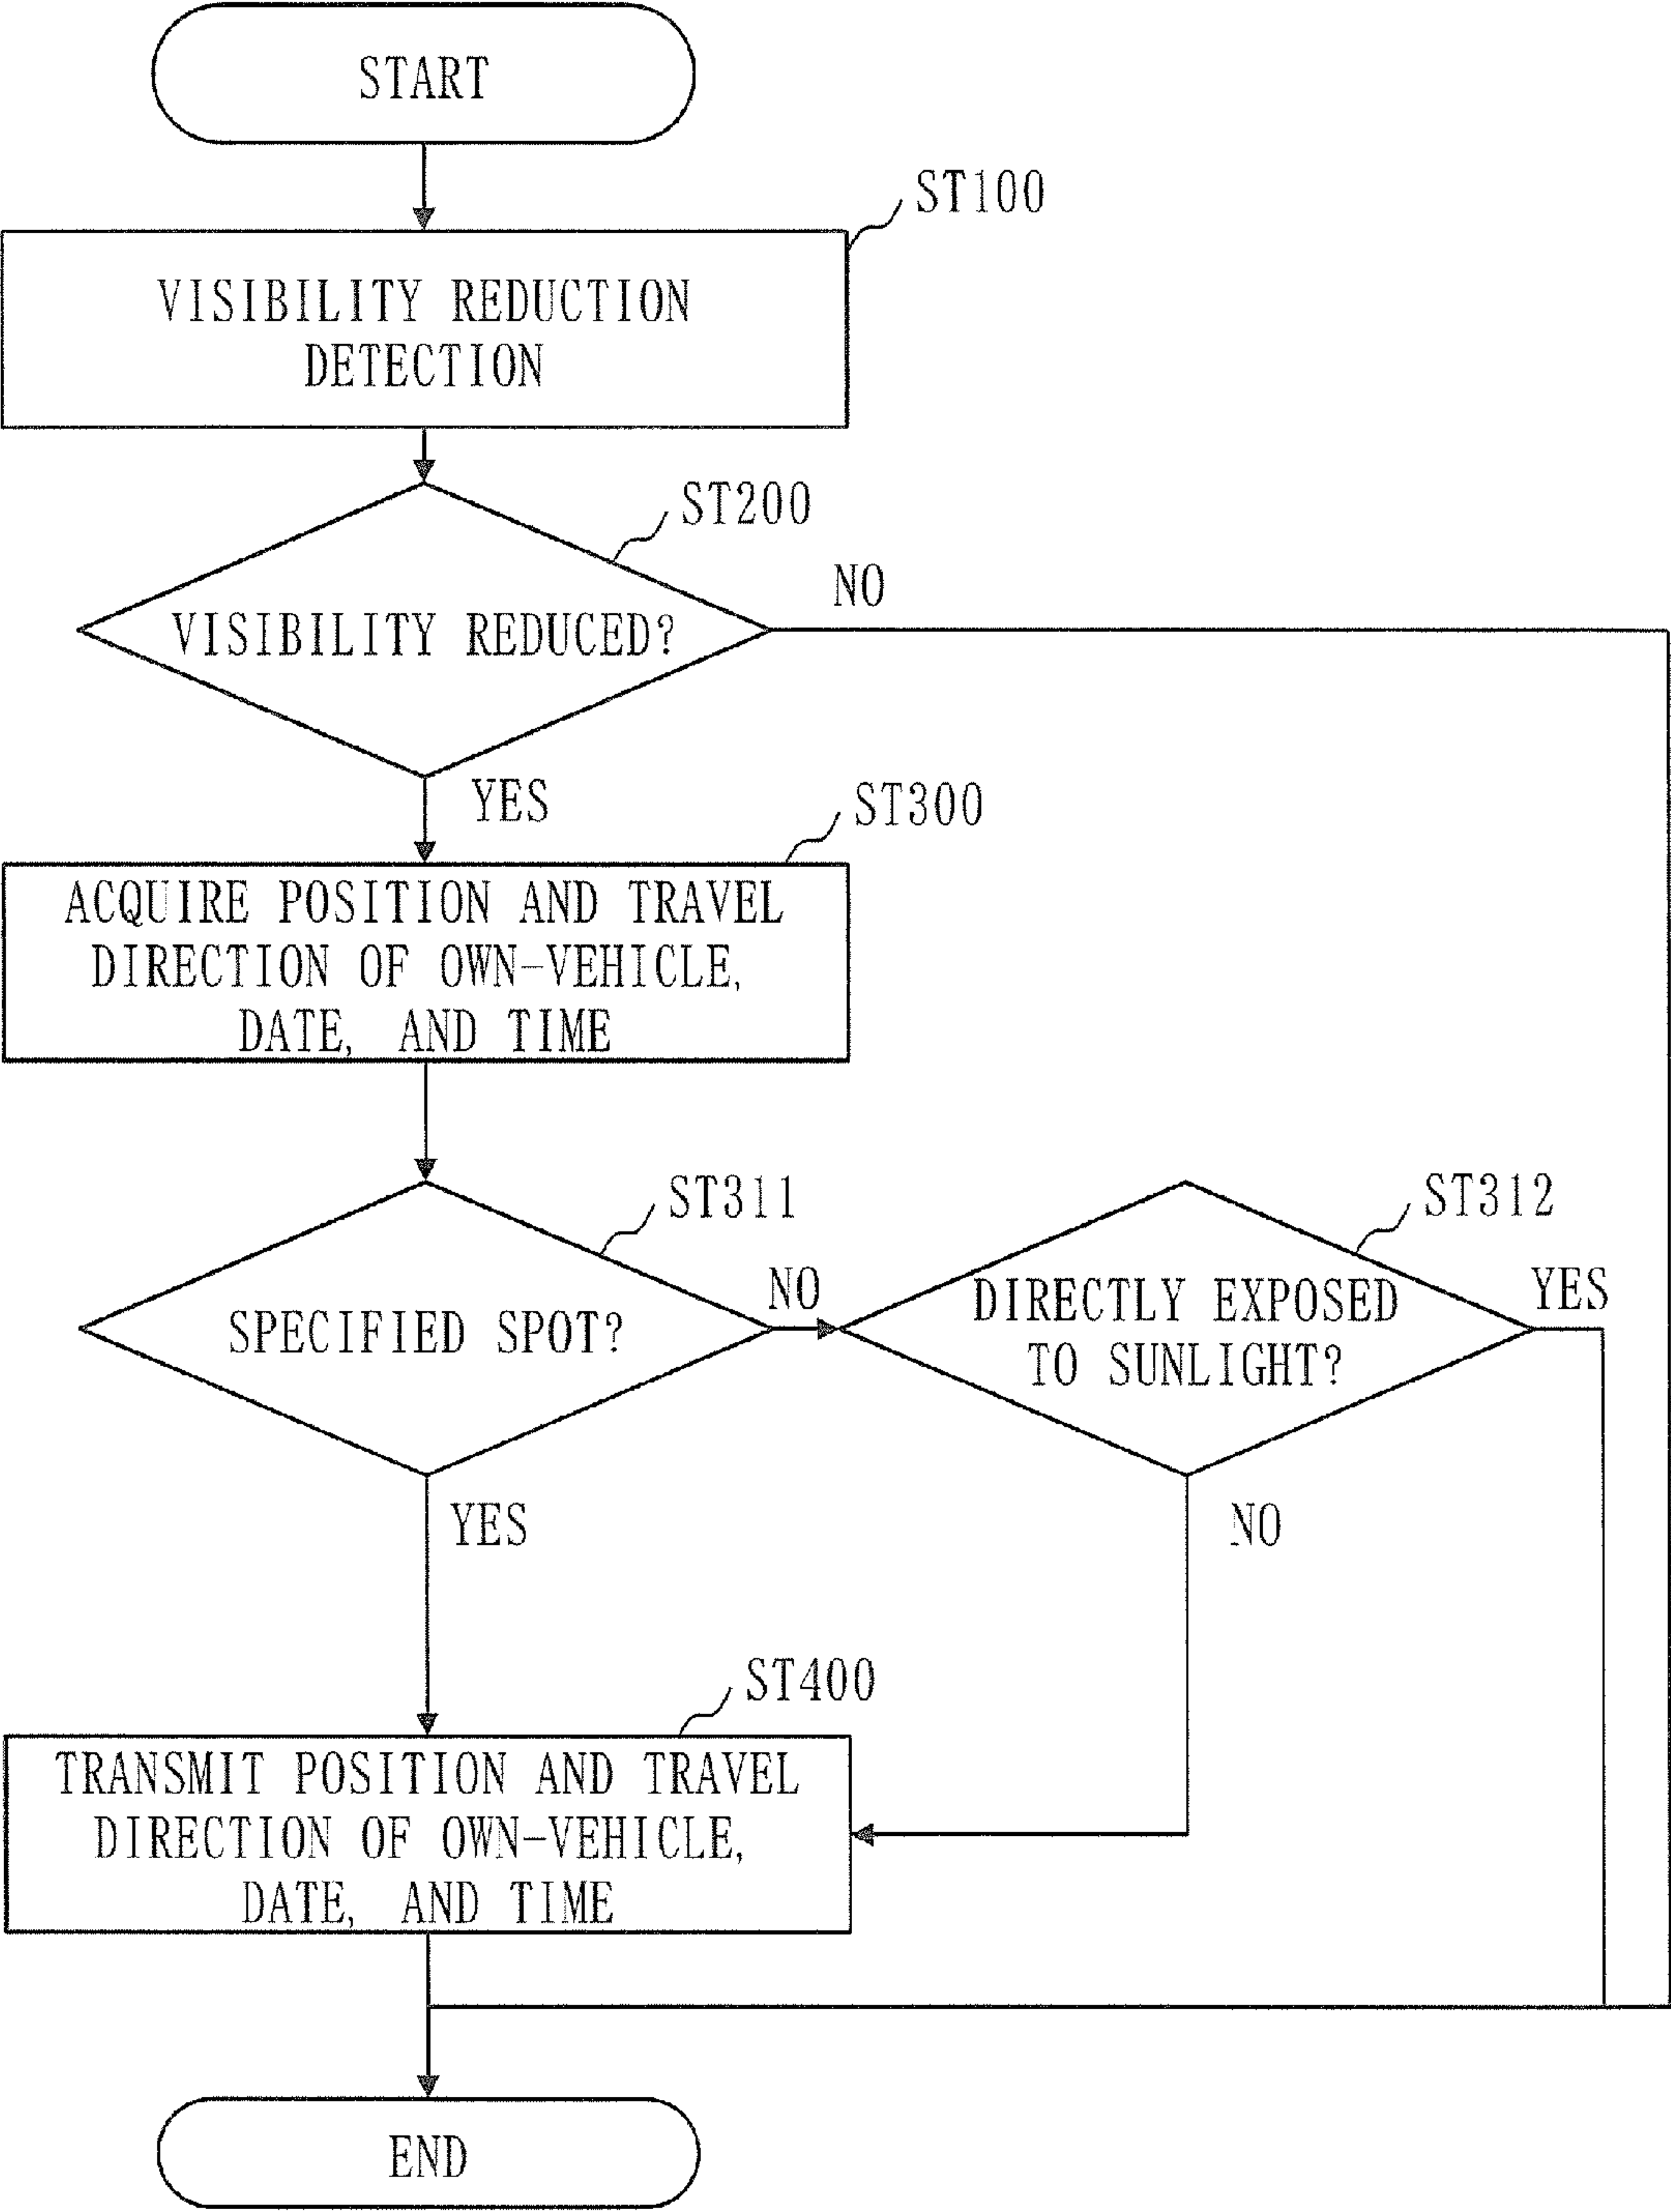 START
ST100
VISIBILITY REDUCTION
DETECTION
ST200
NO
VISIBILITY REDUCED?
YES
ST300
ACQUIRE POSITION AND TRAVEL
DIRECTION OF OWN-VEHICLE,
DATE, AND TIME
ST311
ST312
NO
YES
SPECIFIED SPOT?
DIRECTLY EXPOSED
TO SUNLIGHT?
YES
NO
ST400
TRANSMIT POSITION AND TRAVEL
DIRECTION OF OWN-VEHICLE,
DATE, AND TIME
END